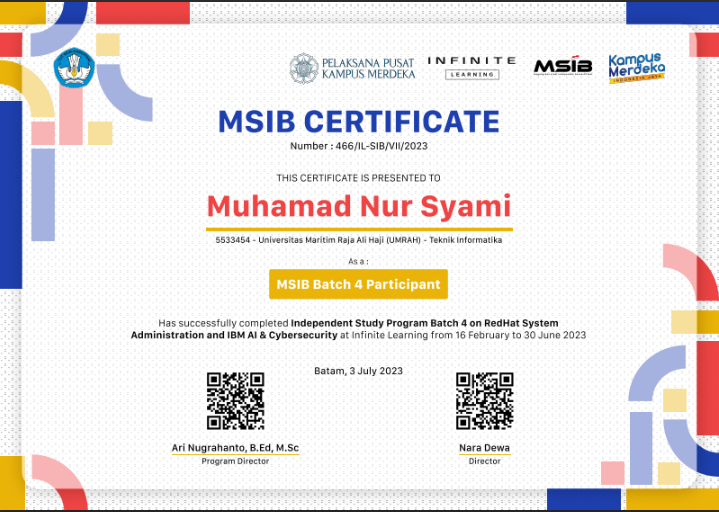 PELAKSANA PUSAT
KAMPUS MERDEKA
INFINITE
LEARNING
MSIB
Kampus
Merdeka
INDONESIA JAYA
MSIB CERTIFICATE
Number : 466/IL-SIB/VII/2023
THIS CERTIFICATE IS PRESENTED TO
Muhamad Nur Syami
5533454 - Universitas Maritim Raja Ali Haji (UMRAH) - Teknik Informatika
As a :
MSIB Batch 4 Participant
Has successfully completed Independent Study Program Batch 4 on RedHat System
Administration and IBM AI & Cybersecurity at Infinite Learning from 16 February to 30 June 2023
Batam, 3 July 2023
Ari Nugrahanto, B.Ed, M.Sc
Program Director
Nara Dewa
Director